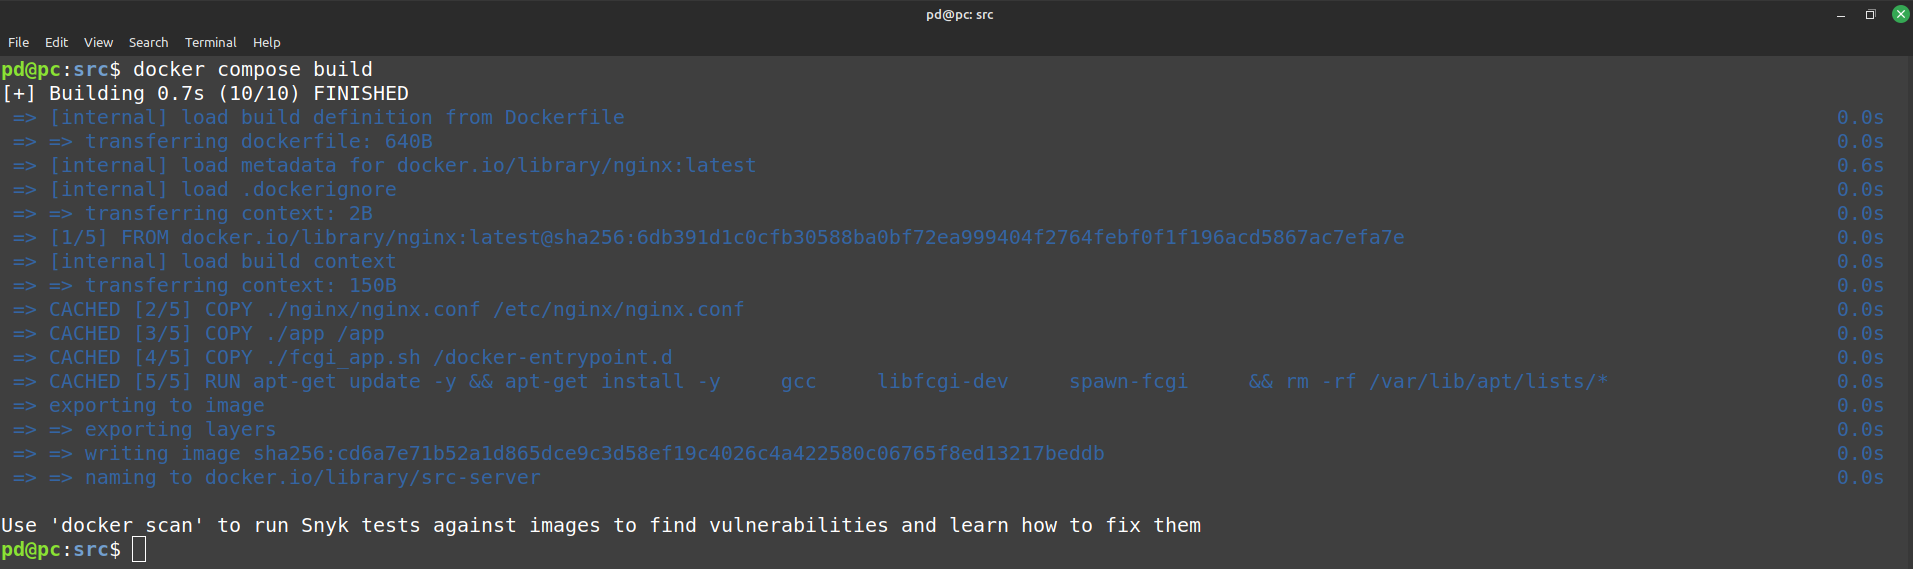 pd@pc: src
File Edit View Search Terminal Help
pd@pc:src$ docker compose build
[+] Building 0.7s (10/10) FINISHED
=> [internal] load build definition from Dockerfile 0.0s
=> => transferring dockerfile: 640B 0.0s
=> [internal] load metadata for docker.io/library/nginx:latest 0.6s
=> [internal] load .dockerignore 0.0s
=> => transferring context: 2B 0.0s
=> [1/5] FROM docker.io/library/nginx:latest@sha256:6db391d1c0cfb30588ba0bf72ea999404f2764febf0f1f196acd5867ac7efa7e 0.0s
=> [internal] load build context 0.0s
=> => transferring context: 150B 0.0s
=> CACHED [2/5] COPY ./nginx/nginx.conf /etc/nginx/nginx.conf 0.0s
=> CACHED [3/5] COPY ./app /app 0.0s
=> CACHED [4/5] COPY ./fcgi_app.sh /docker-entrypoint.d 0.0s
=> CACHED [5/5] RUN apt-get update -y && apt-get install -y     gcc     libfcgi-dev     spawn-fcgi     && rm -rf /var/lib/apt/lists/* 0.0s
=> exporting to image 0.0s
=> => exporting layers 0.0s
=> => writing image sha256:cd6a7e71b52a1d865dce9c3d58ef19c4026c4a422580c06765f8ed13217beddb 0.0s
=> => naming to docker.io/library/src-server 0.0s
Use 'docker scan' to run Snyk tests against images to find vulnerabilities and learn how to fix them
pd@pc:src$